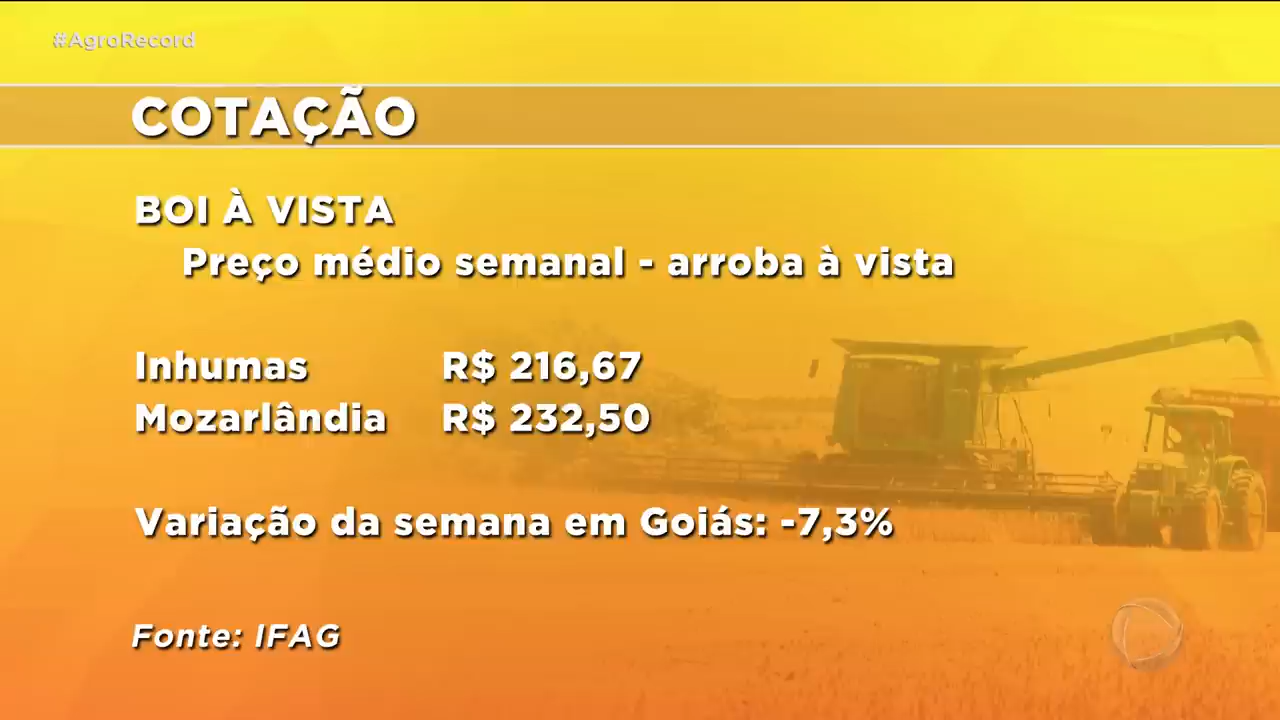 #AgroRecord
COTAÇÃO
BOI À VISTA
Preço médio semanal - arroba à vista
Inhumas R$ 216,67
Mozarlândia R$ 232,50
Variação da semana em Goiás: -7,3%
Fonte: IFAG